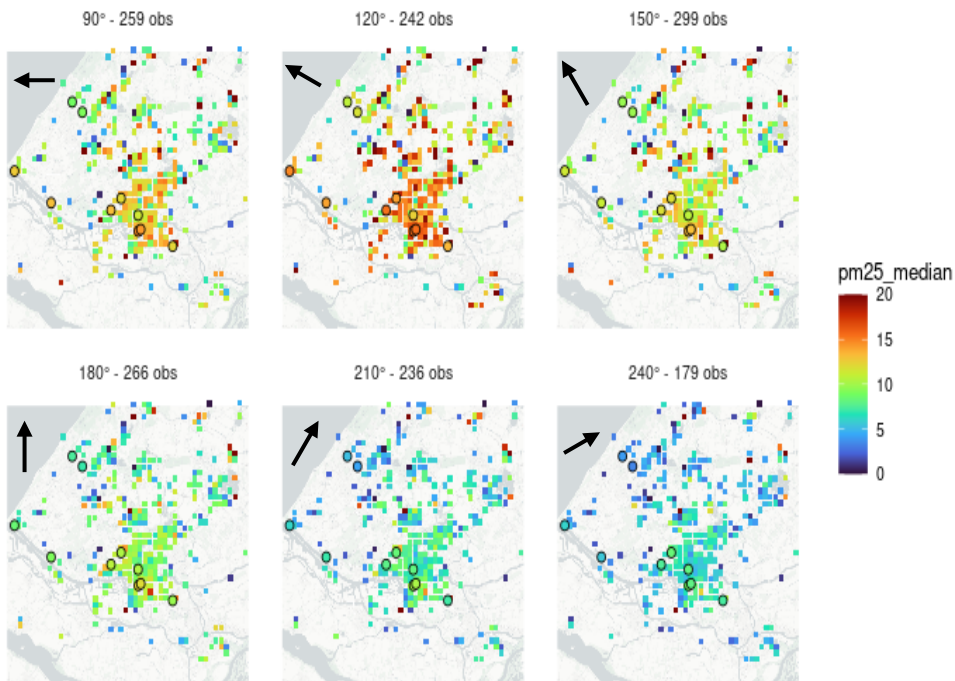 90° - 259 obs
120° - 242 obs
150° - 299 obs
180° - 266 obs
210° - 236 obs
240° - 179 obs
pm25_median
20
15
10
5
0